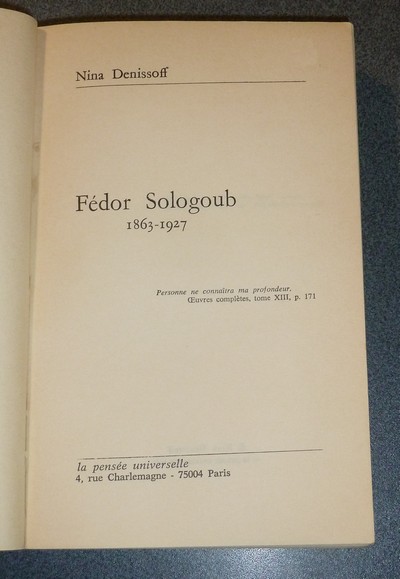 Nina Denissoff
Fédor Sologoub
1863-1927
Personne ne connaîtra ma profondeur.
Œuvres complètes, tome XIII, p. 171
la pensée universelle
4, rue Charlemagne - 75004 Paris